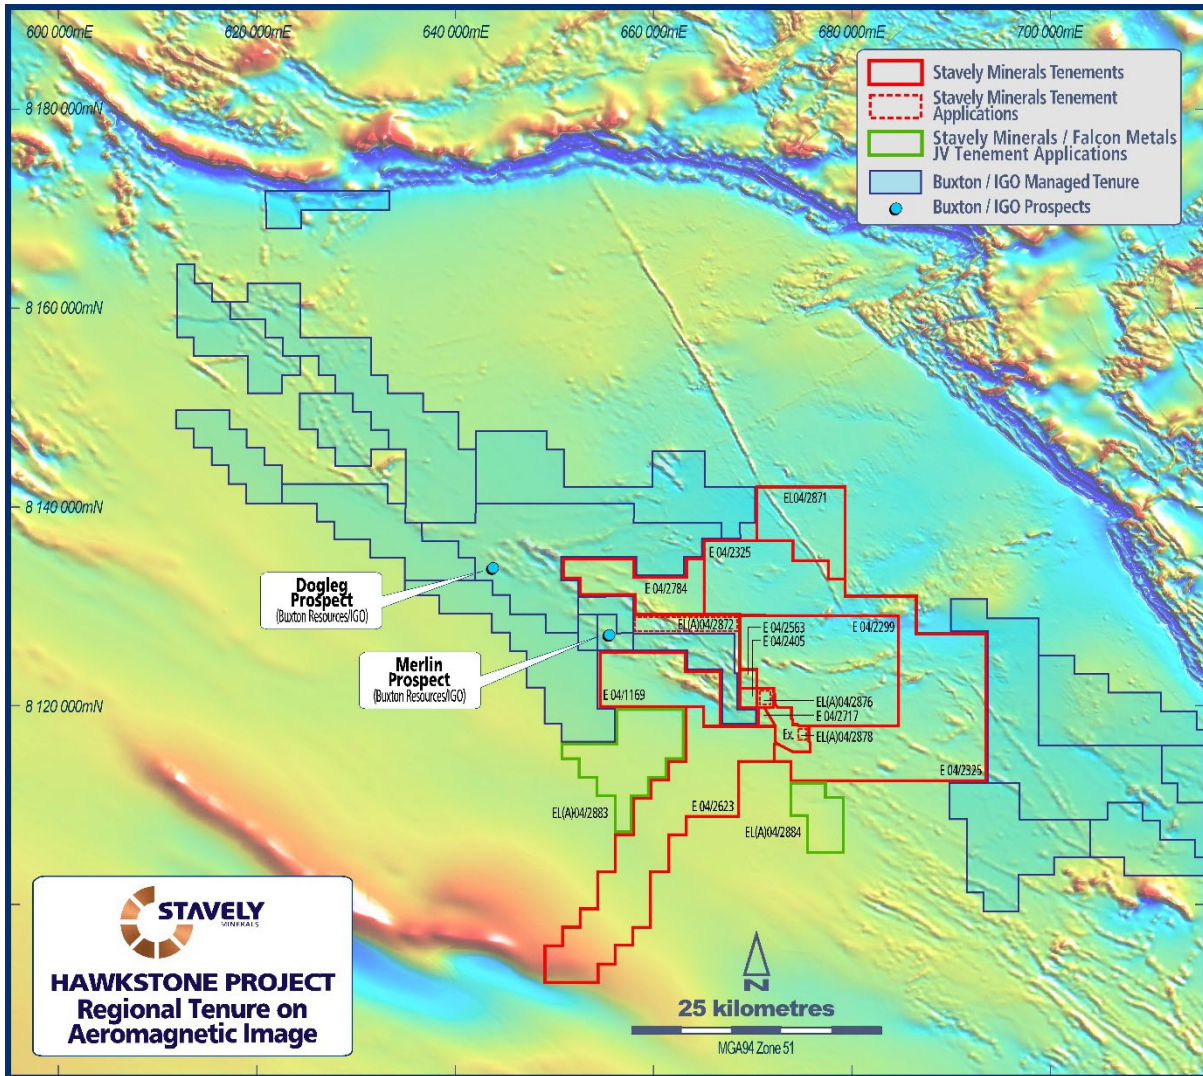 600 000mE
620 000mE
640 000mE
660 000mE
680 000mE
700 000mE
8 180 000mN
8 160 000mN
8 140 000mN
8 120 000mN
Stavely Minerals Tenements
Stavely Minerals Tenement
Applications
Stavely Minerals / Falcon Metals
JV Tenement Applications
Buxton / IGO Managed Tenure
Buxton / IGO Prospects
EL04/2871
E 04/2325
E 04/2784
Dogleg
Prospect
(Buxton Resources/IGO)
EL(A)04/2872
E 04/2563
E 04/2405
E 04/2299
Merlin
Prospect
(Buxton Resources/IGO)
E 04/1169
EL(A)04/2876
E 04/2717
Ex.
EL(A)04/2878
E 04/2325
EL(A)04/2883
E 04/2623
EL(A)04/2884
STAVELY
MINERALS
HAWKSTONE PROJECT
Regional Tenure on
Aeromagnetic Image
N
25 kilometres
MGA94 Zone 51